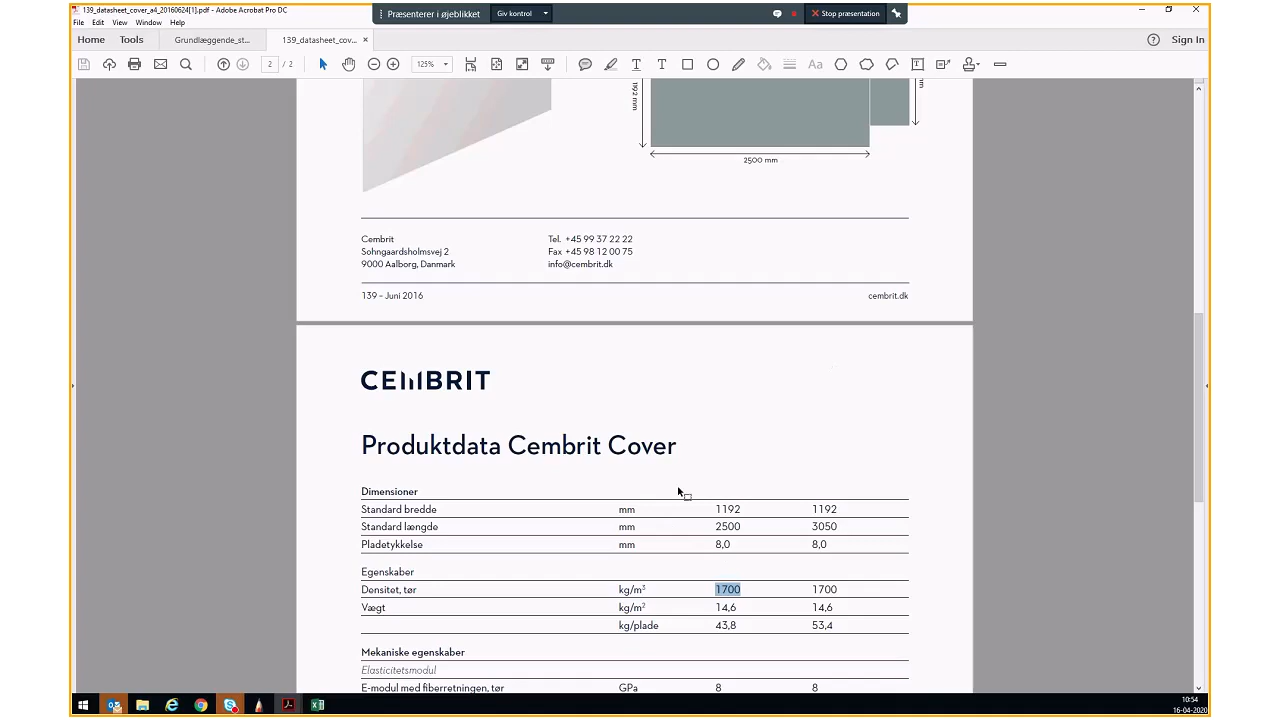 139_datasheet_cover_a4_20160624[1].pdf - Adobe Acrobat Pro DC
Præsenterer i øjeblikket
Giv kontrol
Stop præsentation
File Edit View Window Help
Home Tools Grundlæggende_st... 139_datasheet_cov... × Sign In
2 / 2 125%
1192 mm
mm
2500 mm
Cembrit Tel. +45 99 37 22 22
Sohngaardsholmsvej 2 Fax +45 98 12 00 75
9000 Aalborg, Danmark info@cembrit.dk
139 – Juni 2016 cembrit.dk
CEMBRIT
Produktdata Cembrit Cover
Dimensioner
Standard bredde mm 1192 1192
Standard længde mm 2500 3050
Pladetykkelse mm 8,0 8,0
Egenskaber
Densitet, tør kg/m³ 1700 1700
Vægt kg/m² 14,6 14,6
kg/plade 43,8 53,4
Mekaniske egenskaber
Elasticitetsmodul
E-modul med fiberretningen, tør GPa 8 8
10:54
16-04-2020